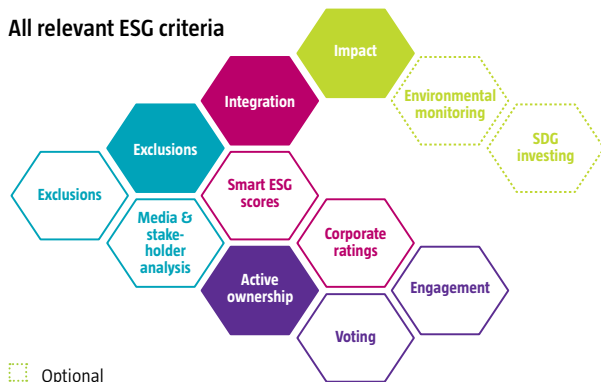 All relevant ESG criteria
Impact
Integration
Environmental
monitoring
Exclusions
SDG
investing
Exclusions
Smart ESG
scores
Media &
stake-
holder
analysis
Corporate
ratings
Active
ownership
Engagement
Voting
Optional